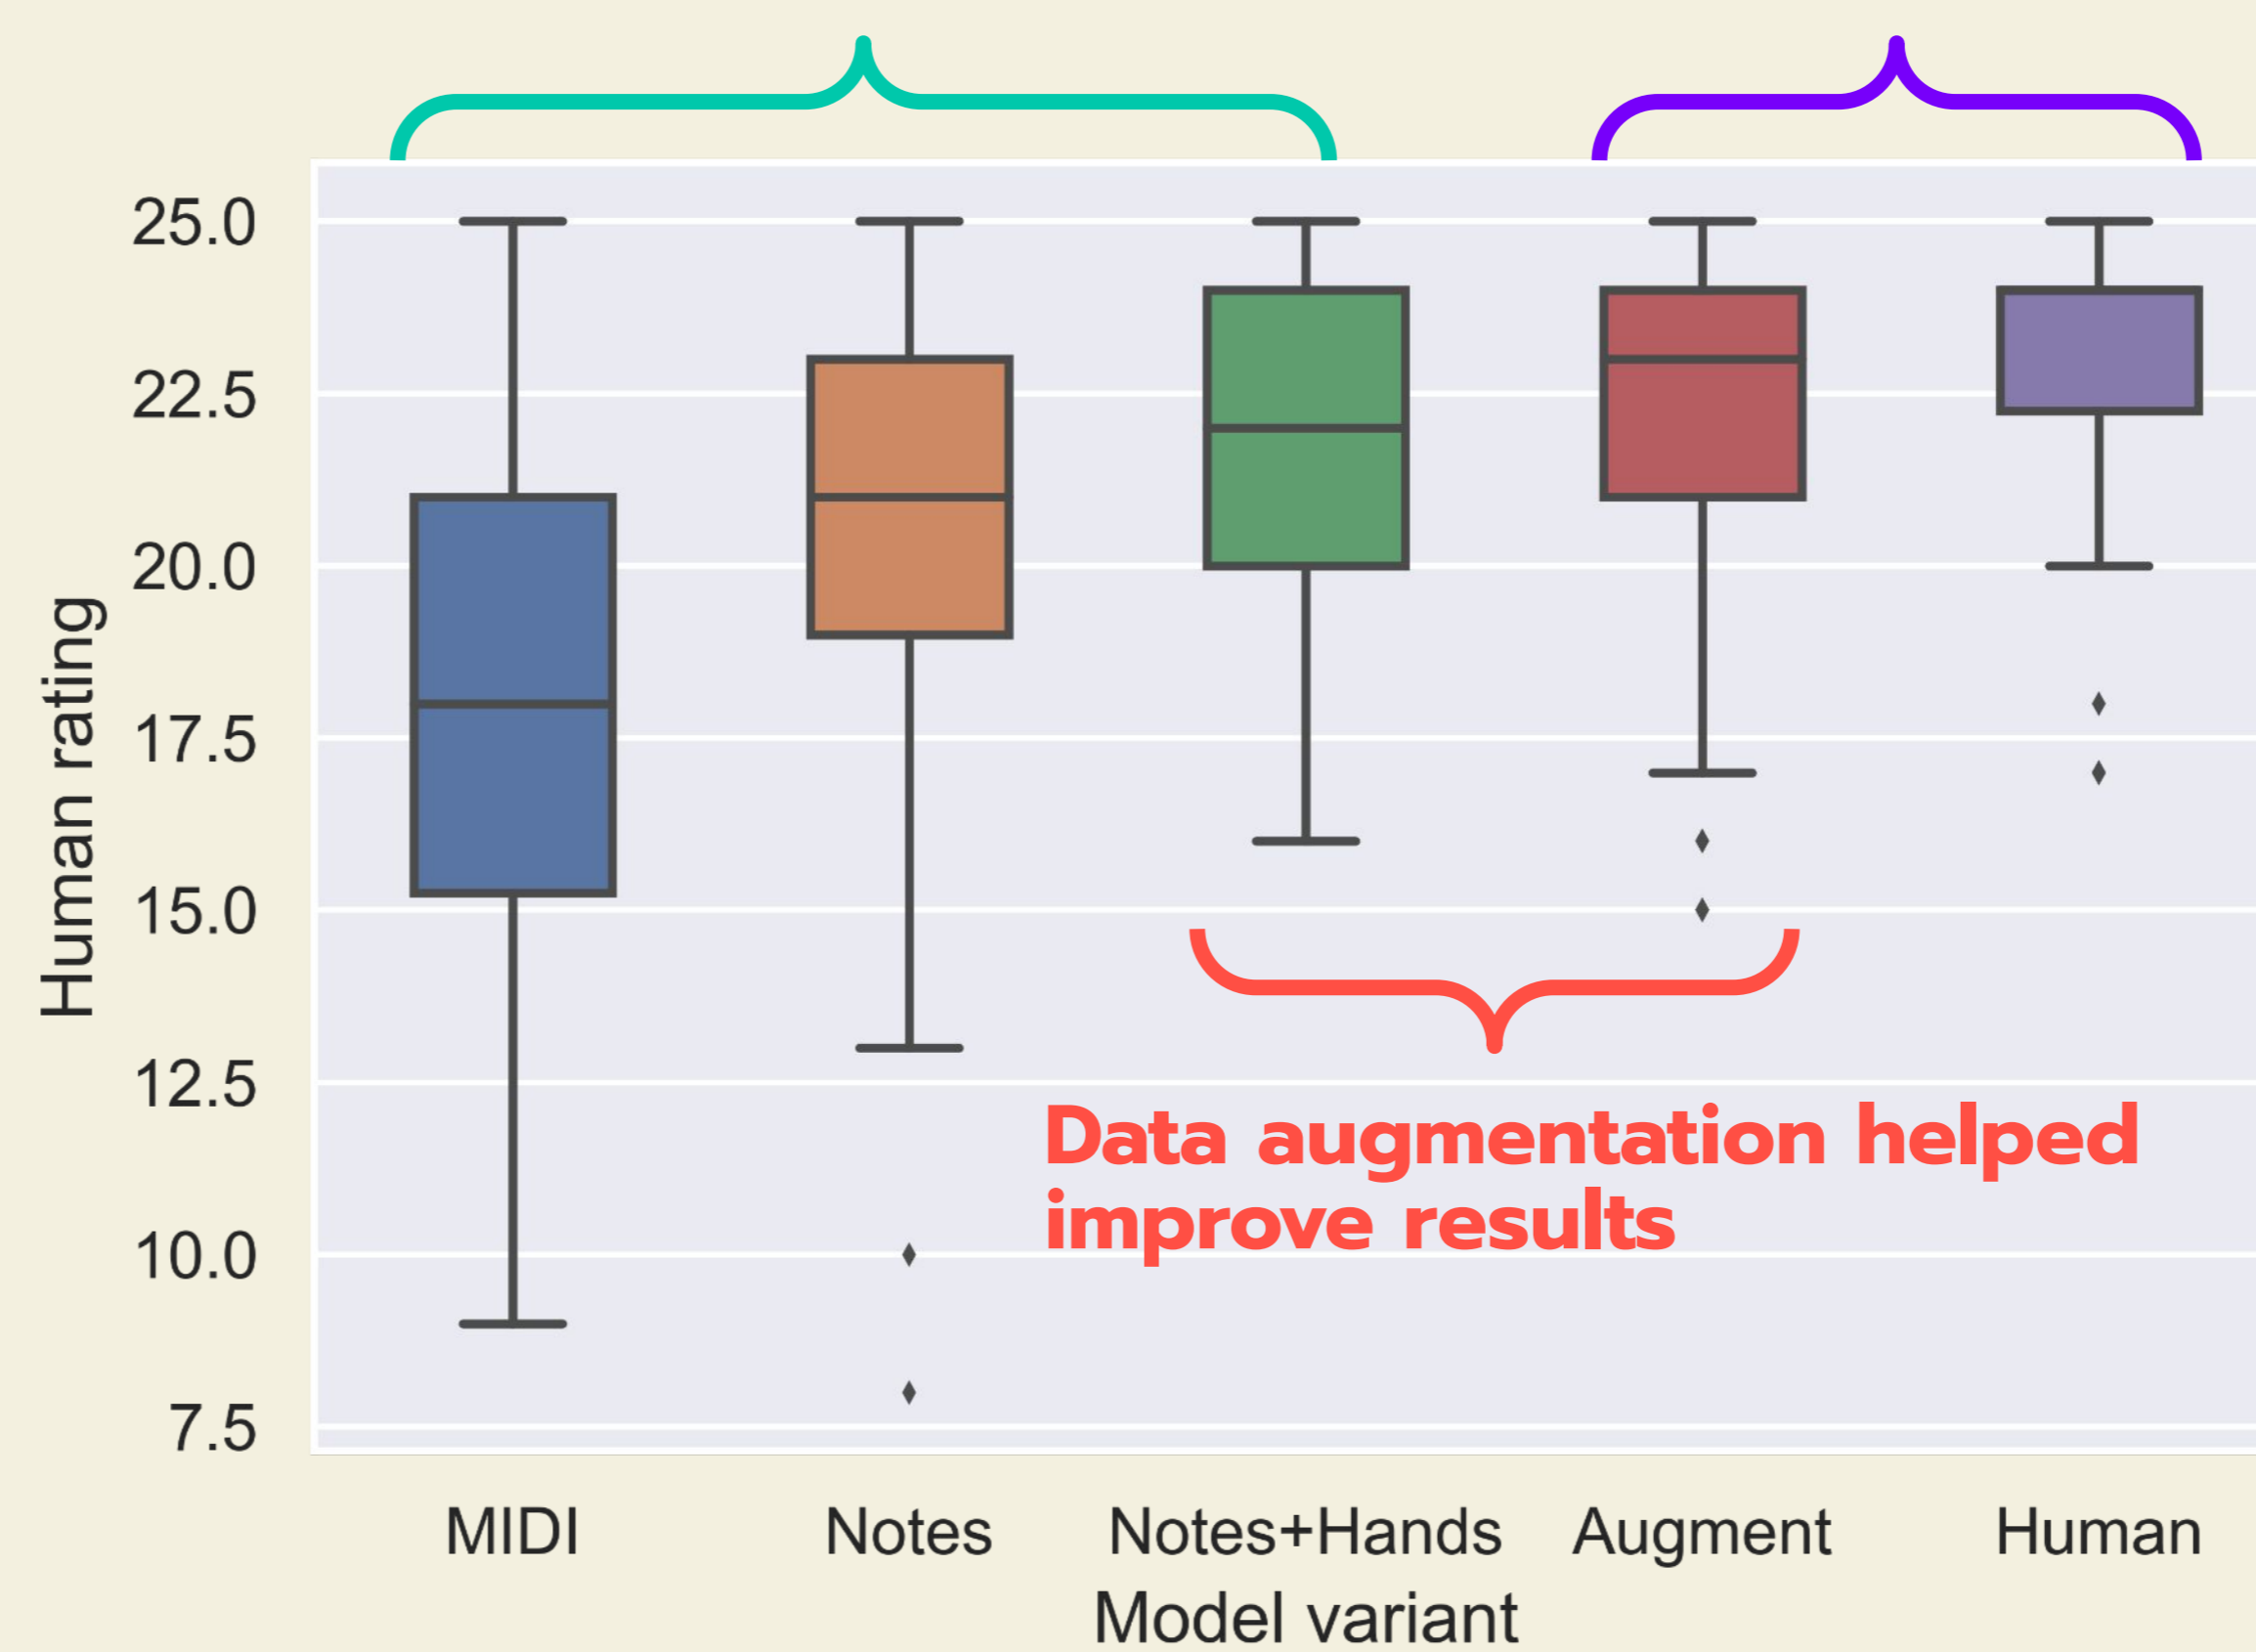 25.0
22.5
20.0
17.5
15.0
12.5
10.0
7.5
Human rating
Data augmentation helped
improve results
MIDI Notes Notes+Hands Augment Human
Model variant